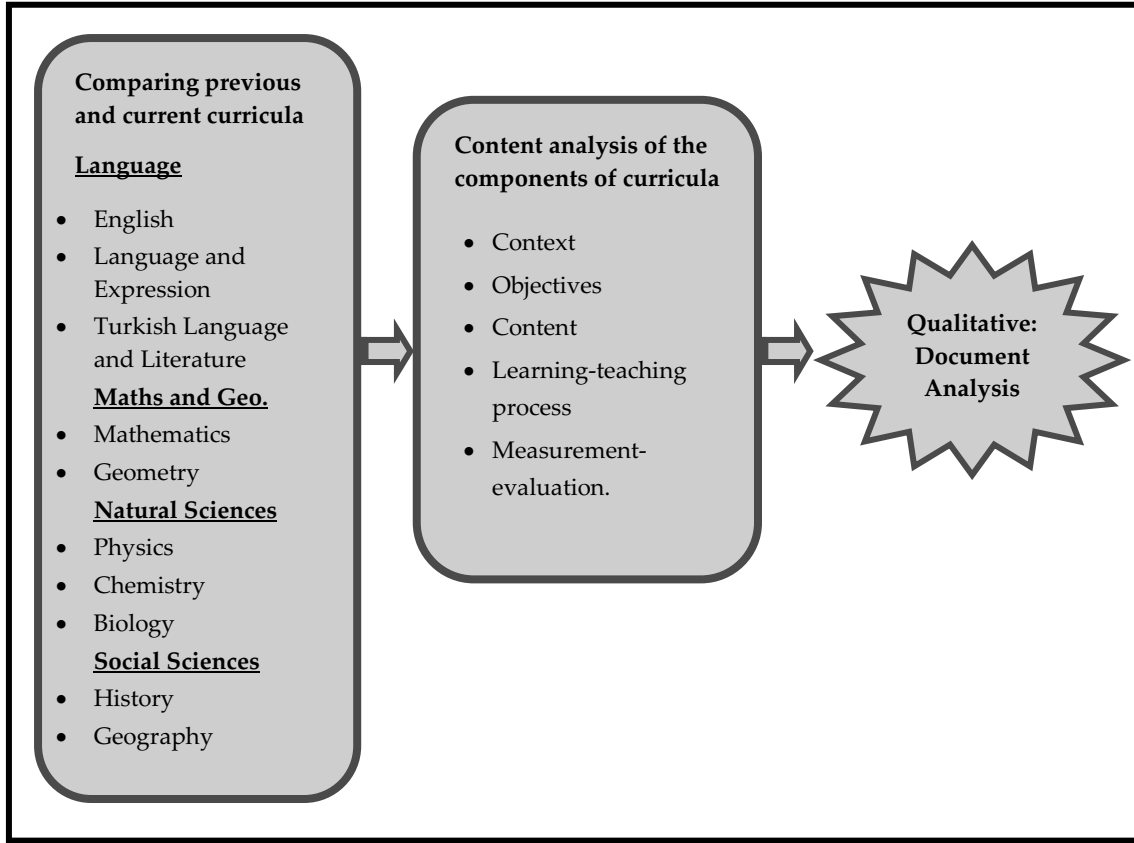 Comparing previous
and current curricula
Language
• English
• Language and
Expression
• Turkish Language
and Literature
Maths and Geo.
• Mathematics
• Geometry
Natural Sciences
• Physics
• Chemistry
• Biology
Social Sciences
• History
• Geography
Content analysis of the
components of curricula
• Context
• Objectives
• Content
• Learning-teaching
process
• Measurement-
evaluation.
Qualitative:
Document
Analysis